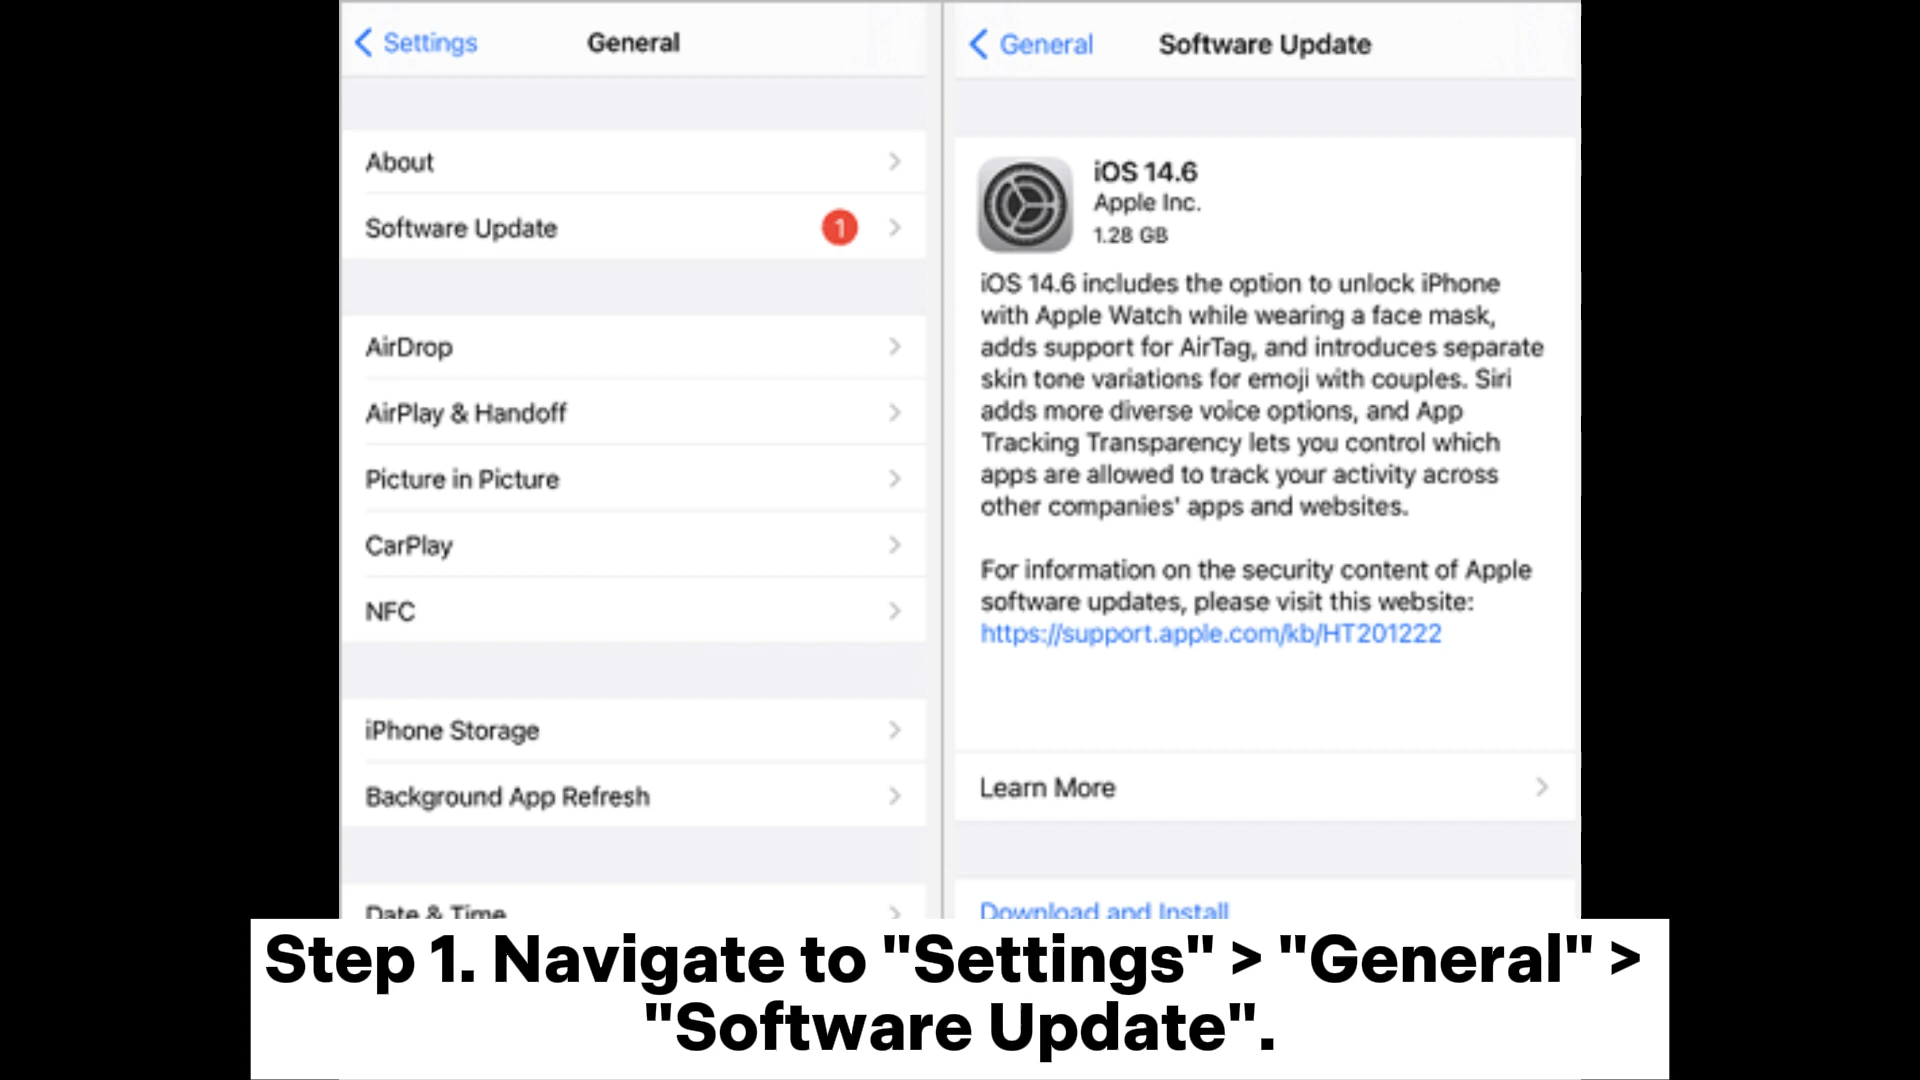 Settings
General
About
Software Update
1
AirDrop
AirPlay & Handoff
Picture in Picture
CarPlay
NFC
iPhone Storage
Background App Refresh
Date & Time
General
Software Update
iOS 14.6
Apple Inc.
1.28 GB
iOS 14.6 includes the option to unlock iPhone
with Apple Watch while wearing a face mask,
adds support for AirTag, and introduces separate
skin tone variations for emoji with couples. Siri
adds more diverse voice options, and App
Tracking Transparency lets you control which
apps are allowed to track your activity across
other companies' apps and websites.
For information on the security content of Apple
software updates, please visit this website:
https://support.apple.com/kb/HT201222
Learn More
Download and Install
Step 1. Navigate to "Settings" > "General" >
"Software Update".